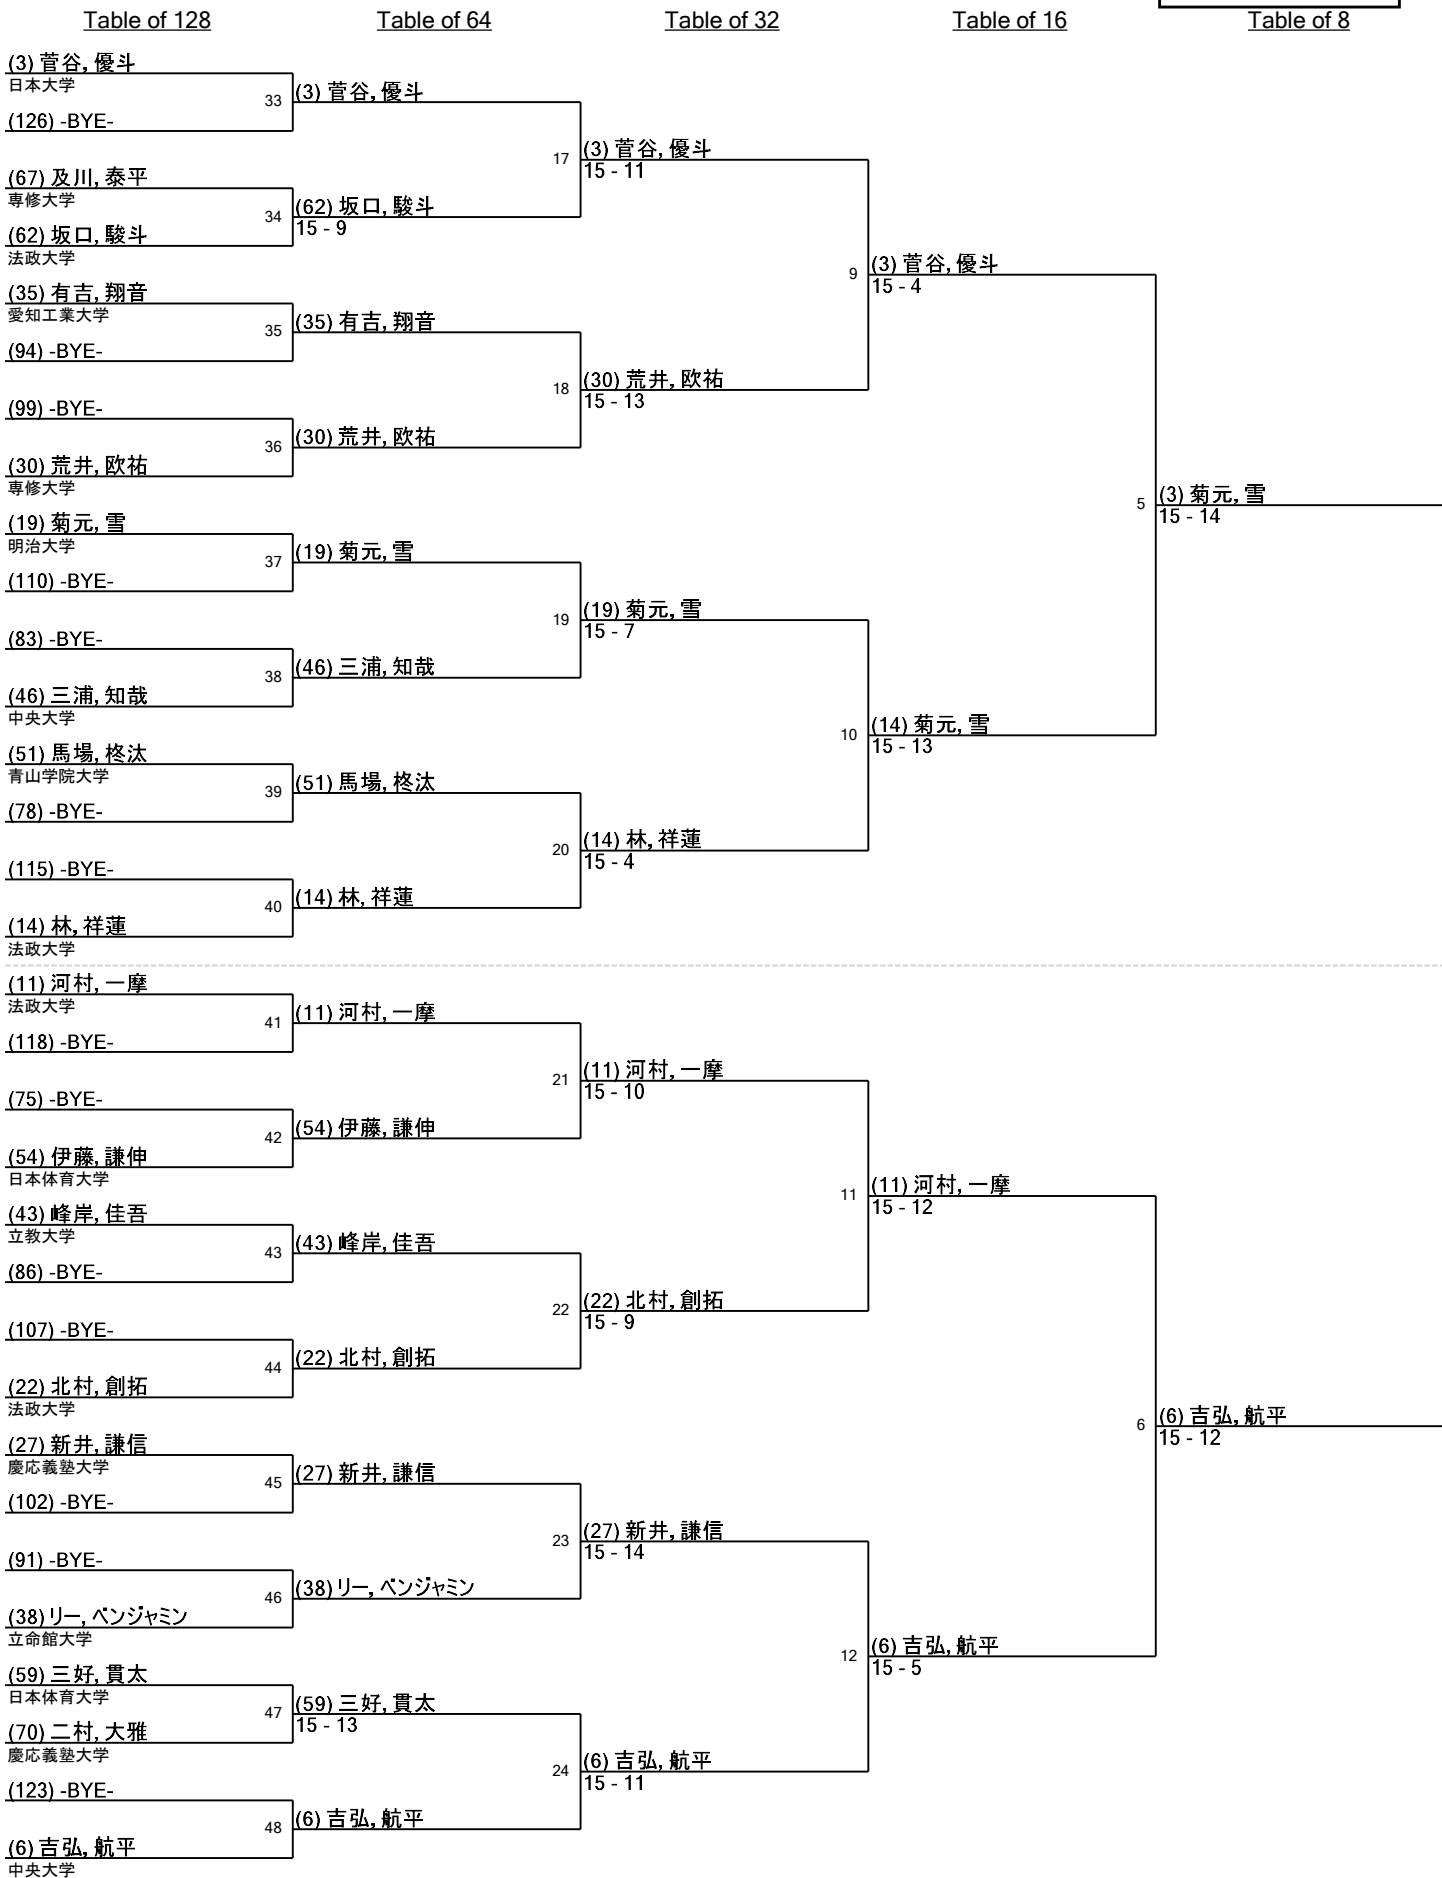 Table of 128
Table of 64
Table of 32
Table of 16
Table of 8
(3) 菅谷, 優斗
日本大学
33
(126) -BYE-
(67) 及川, 泰平
専修大学
34
(62) 坂口, 駿斗
法政大学
(35) 有吉, 翔音
愛知工業大学
35
(94) -BYE-
(99) -BYE-
36
(30) 荒井, 欧祐
専修大学
(19) 菊元, 雪
明治大学
37
(110) -BYE-
(83) -BYE-
38
(46) 三浦, 知哉
中央大学
(51) 馬場, 柊汰
青山学院大学
39
(78) -BYE-
(115) -BYE-
40
(14) 林, 祥蓮
法政大学
(11) 河村, 一摩
法政大学
41
(118) -BYE-
(75) -BYE-
42
(54) 伊藤, 謙伸
日本体育大学
(43) 峰岸, 佳吾
立教大学
43
(86) -BYE-
(107) -BYE-
44
(22) 北村, 創拓
法政大学
(27) 新井, 謙信
慶応義塾大学
45
(102) -BYE-
(91) -BYE-
46
(38) リー, ベンジャミン
立命館大学
(59) 三好, 貫太
日本体育大学
47
(70) 二村, 大雅
慶応義塾大学
(123) -BYE-
48
(6) 吉弘, 航平
中央大学
(3) 菅谷, 優斗
17
(62) 坂口, 駿斗
15 - 9
(35) 有吉, 翔音
18
(30) 荒井, 欧祐
(19) 菊元, 雪
19
(46) 三浦, 知哉
(51) 馬場, 柊汰
20
(14) 林, 祥蓮
(11) 河村, 一摩
21
(54) 伊藤, 謙伸
(43) 峰岸, 佳吾
22
(22) 北村, 創拓
(27) 新井, 謙信
23
(38) リー, ベンジャミン
(59) 三好, 貫太
15 - 13
24
(6) 吉弘, 航平
(3) 菅谷, 優斗
15 - 11
9
(30) 荒井, 欧祐
15 - 13
(19) 菊元, 雪
15 - 7
10
(14) 林, 祥蓮
15 - 4
(11) 河村, 一摩
15 - 10
11
(22) 北村, 創拓
15 - 9
(27) 新井, 謙信
15 - 14
12
(6) 吉弘, 航平
15 - 11
(3) 菅谷, 優斗
15 - 4
5
(14) 菊元, 雪
15 - 13
(11) 河村, 一摩
15 - 12
6
(6) 吉弘, 航平
15 - 5
(3) 菊元, 雪
15 - 14
(6) 吉弘, 航平
15 - 12